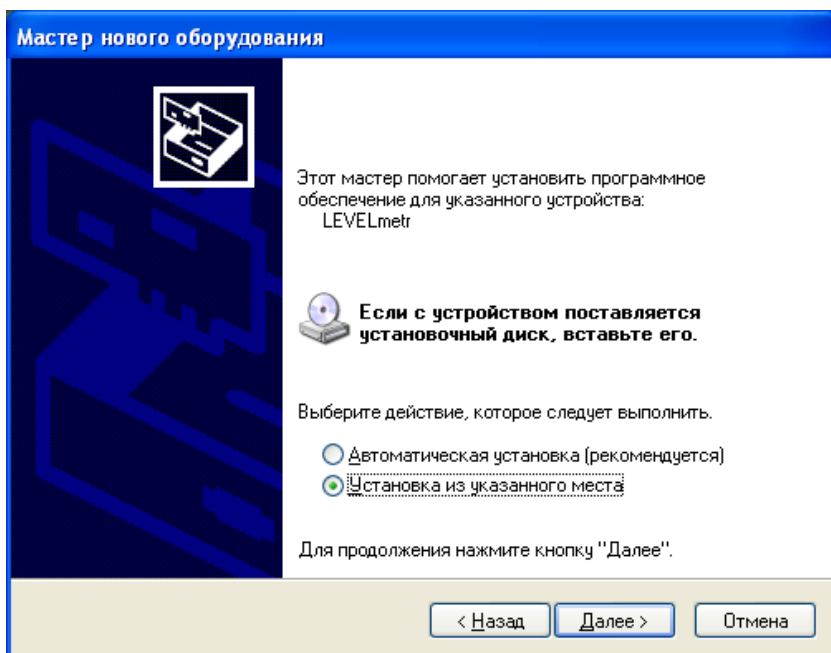 Мастер нового оборудования
Этот мастер помогает установить программное
обеспечение для указанного устройства:
LEVELmetr
Если с устройством поставляется
установочный диск, вставьте его.
Выберите действие, которое следует выполнить.
Автоматическая установка (рекомендуется)
Установка из указанного места
Для продолжения нажмите кнопку "Далее".
< Назад
Далее >
Отмена